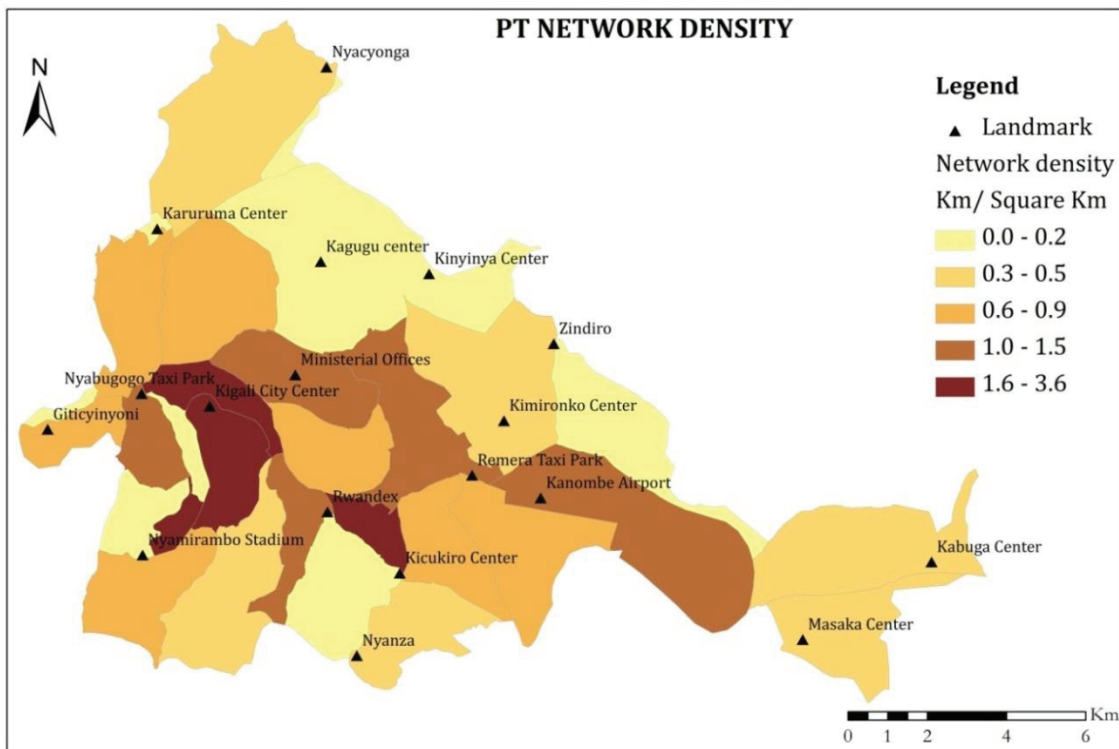 PT NETWORK DENSITY
N
Nyacyonga
Karuruma Center
Kagugu center
Kinyinya Center
Zindiro
Ministerial Offices
Nyabugogo Taxi Park
Kigali City Center
Giticyinyoni
Kimironko Center
Remera Taxi Park
Kanombe Airport
Rwandex
Nyamirambo Stadium
Kicukiro Center
Kabuga Center
Nyanza
Masaka Center
Legend
Landmark
Network density
Km/ Square Km
0.0 - 0.2
0.3 - 0.5
0.6 - 0.9
1.0 - 1.5
1.6 - 3.6
Km
0 1 2 4 6